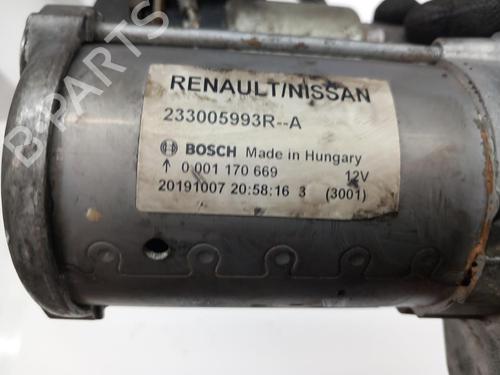 RENAULT/NISSAN
233005993R--A
BOSCH Made in Hungary
↑ 0 001 170 669 12V
20191007 20:58:16 3 (3001)
B-PARTS